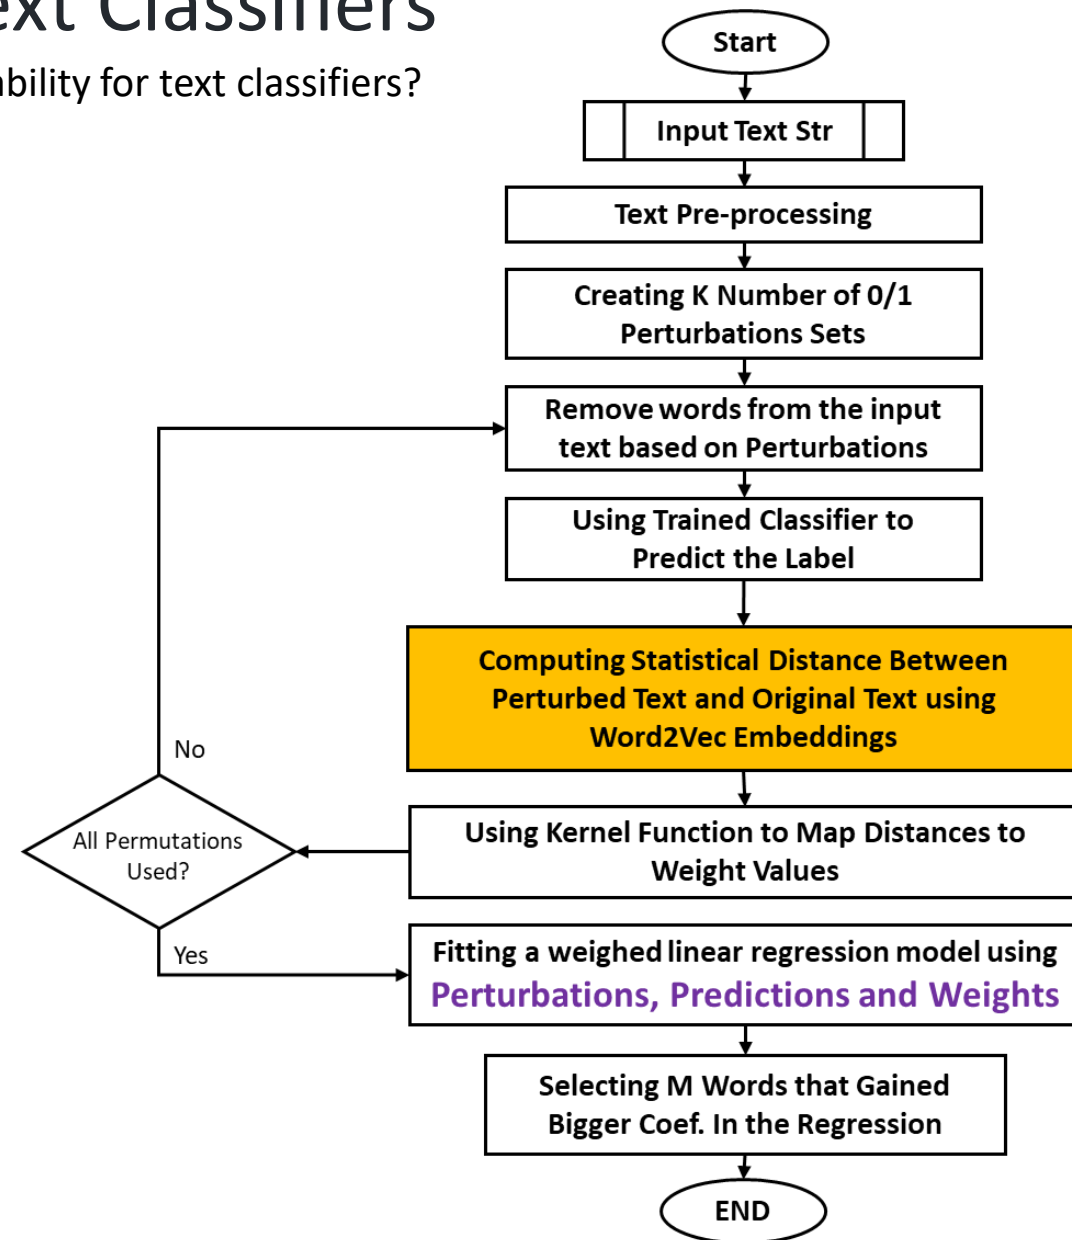 Text Classifiers
ability for text classifiers?
Start
Input Text Str
Text Pre-processing
Creating K Number of 0/1
Perturbations Sets
Remove words from the input
text based on Perturbations
Using Trained Classifier to
Predict the Label
Computing Statistical Distance Between
Perturbed Text and Original Text using
Word2Vec Embeddings
No
All Permutations
Used?
Using Kernel Function to Map Distances to
Weight Values
Yes
Fitting a weighed linear regression model using
Perturbations, Predictions and Weights
Selecting M Words that Gained
Bigger Coef. In the Regression
END